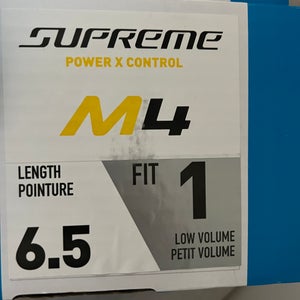 SUPREME
POWER X CONTROL
M4
LENGTH
POINTURE
6.5
FIT 1
LOW VOLUME
PETIT VOLUME